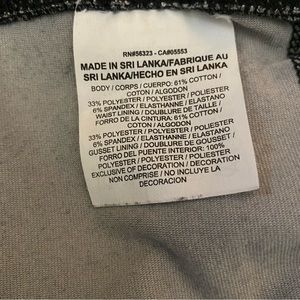 RN#56323 - CA#05553
MADE IN SRI LANKA/FABRIQUÉ AU
SRI LANKA/HECHO EN SRI LANKA
BODY / CORPS / CUERPO: 61% COTTON /
COTON / ALGODON
33% POLYESTER / POLYESTER / POLYESTER
6% SPANDEX / ELASTHANNE / ELASTANO
WAIST LINING / DOUBLURE DE TAILLE /
FORRO DE LA CINTURA: 61% COTTON /
COTON / ALGODON
33% POLYESTER / POLYESTER / POLYESTER
6% SPANDEX / ELASTHANNE / ELASTANO
GUSSET LINING / DOUBLURE DE GOUSSET /
FORRO DEL PUENTE INTERIOR: 100%
POLYESTER / POLYESTER / POLIESTER
EXCLUSIVE OF DECORATION / DECORATION
NON COMPRISE / NO INCLUYE LA
DECORACION